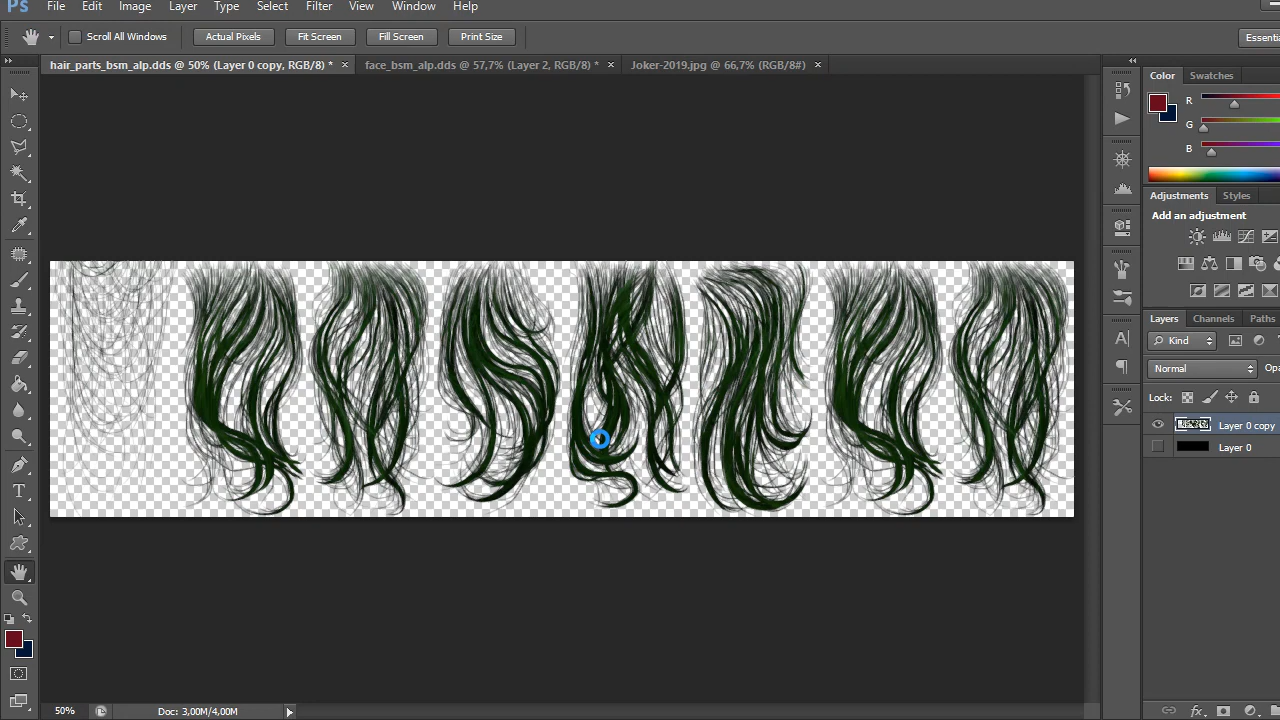 Ps File Edit Image Layer Type Select Filter View Window Help
Scroll All Windows Actual Pixels Fit Screen Fill Screen Print Size Essenti
hair_parts_bsm_alp.dds @ 50% (Layer 0 copy, RGB/8) * × face_bsm_alp.dds @ 57,7% (Layer 2, RGB/8) * × Joker-2019.jpg @ 66,7% (RGB/8#) ×
Color Swatches
R
G
B
Adjustments Styles
Add an adjustment
Layers Channels Paths
Kind
Normal Opa
Lock:
Layer 0 copy
Layer 0
50% Doc: 3,00M/4,00M